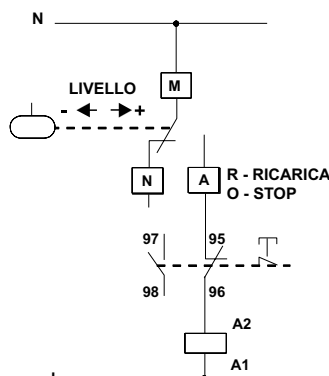 N
M
LIVELLO
- +
N
A
R - RICARICA
O - STOP
97
95
98
96
A2
A1